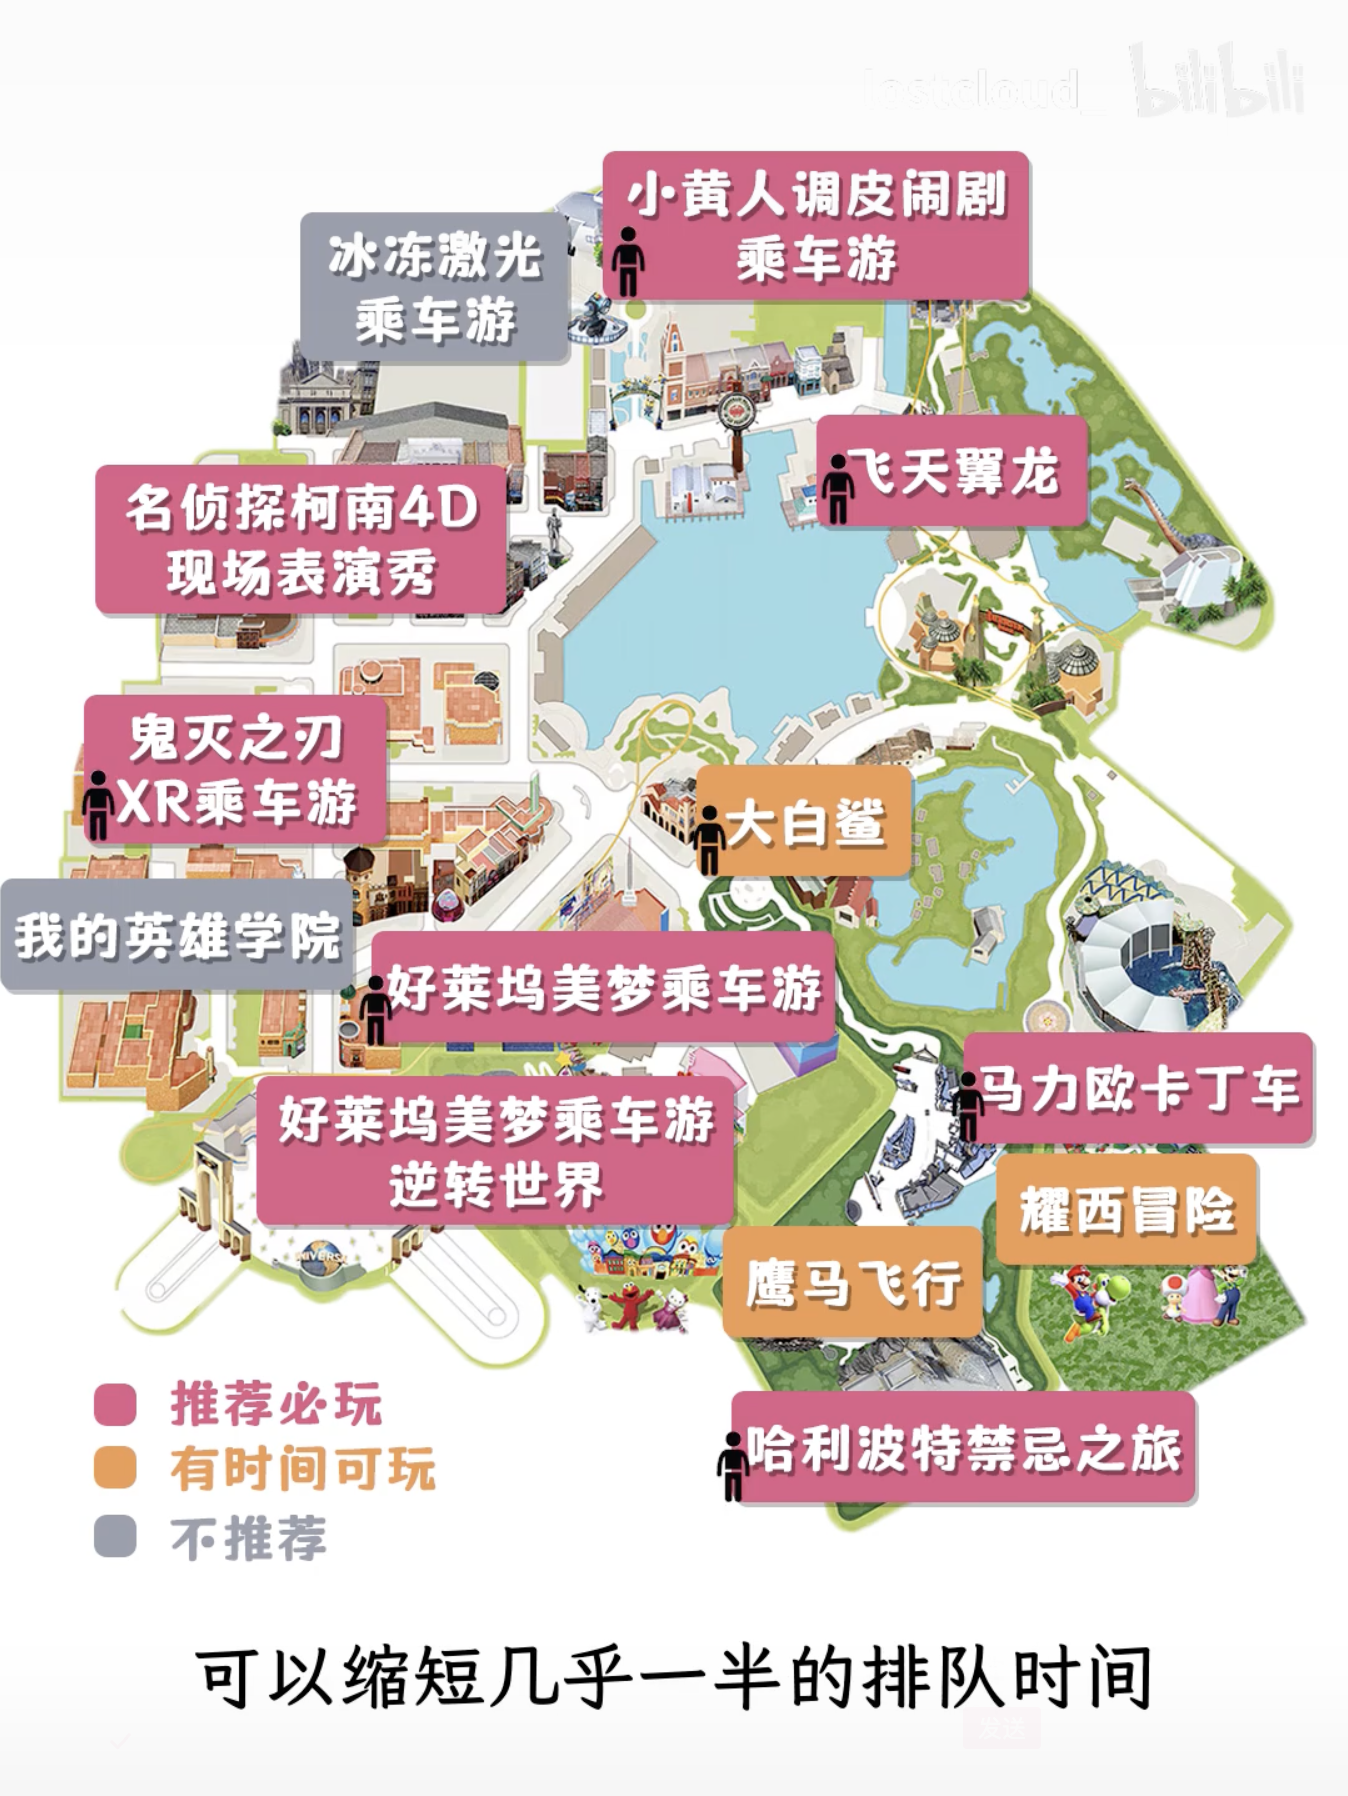 lostcloud_ bilibili
小黄人调皮闹剧
乘车游
冰冻激光
乘车游
飞天翼龙
名侦探柯南4D
现场表演秀
鬼灭之刃
XR乘车游
大白鲨
我的英雄学院
好莱坞美梦乘车游
马力欧卡丁车
好莱坞美梦乘车游
逆转世界
耀西冒险
鹰马飞行
哈利波特禁忌之旅
推荐必玩
有时间可玩
不推荐
可以缩短几乎一半的排队时间
发送